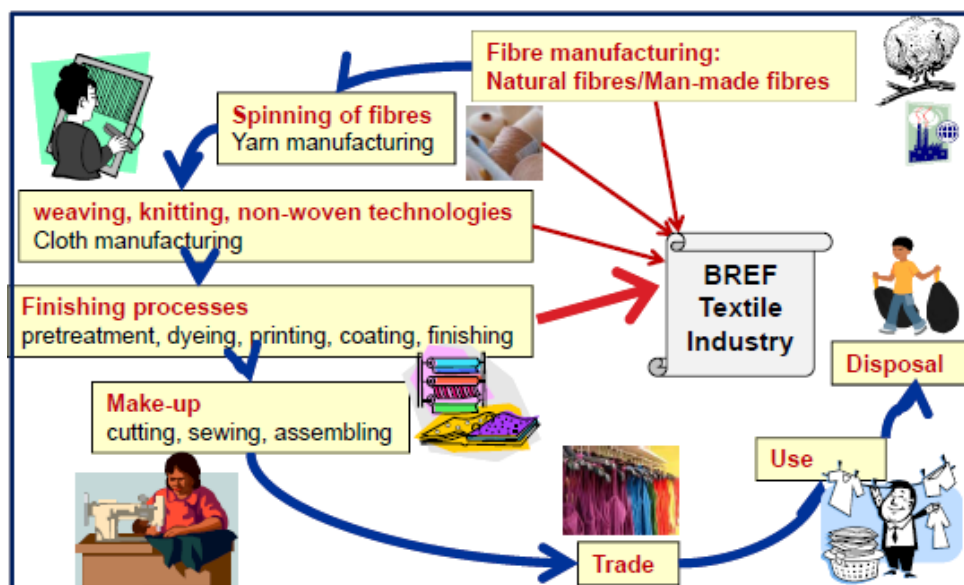 Fibre manufacturing:
Natural fibres/Man-made fibres
Spinning of fibres
Yarn manufacturing
weaving, knitting, non-woven technologies
Cloth manufacturing
Finishing processes
pretreatment, dyeing, printing, coating, finishing
BREF
Textile
Industry
Disposal
Make-up
cutting, sewing, assembling
Use
Trade